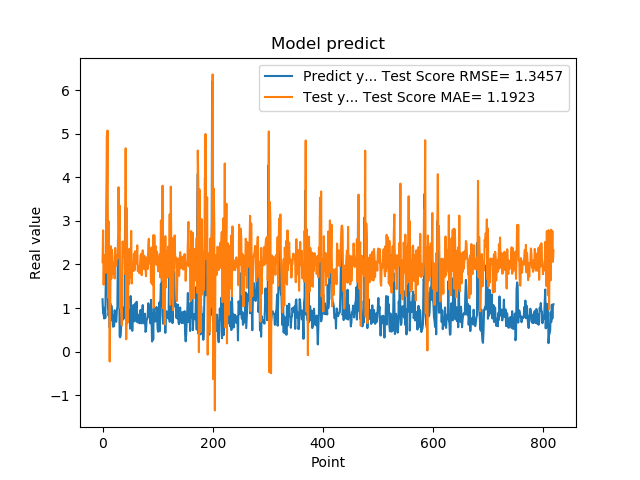 Model predict
Predict y... Test Score RMSE= 1.3457
Test y... Test Score MAE= 1.1923
6
5
4
3
2
1
0
−1
Real value
0 200 400 600 800
Point